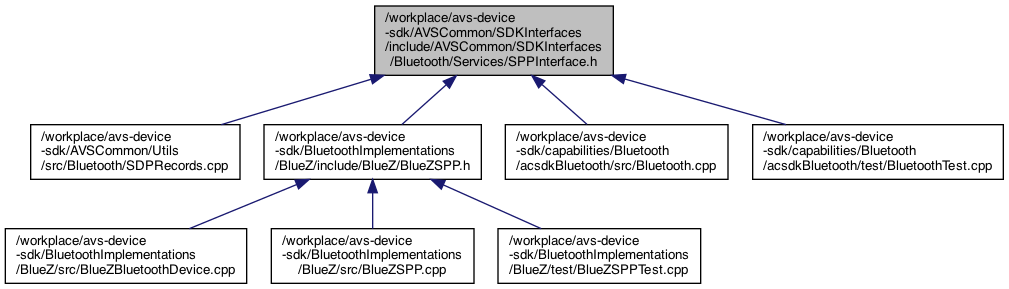 /workplace/avs-device
-sdk/AVSCommon/SDKInterfaces
/include/AVSCommon/SDKInterfaces
/Bluetooth/Services/SPPInterface.h
/workplace/avs-device
-sdk/AVSCommon/Utils
/src/Bluetooth/SDPRecords.cpp
/workplace/avs-device
-sdk/BluetoothImplementations
/BlueZ/include/BlueZ/BlueZSPP.h
/workplace/avs-device
-sdk/capabilities/Bluetooth
/acsdkBluetooth/src/Bluetooth.cpp
/workplace/avs-device
-sdk/capabilities/Bluetooth
/acsdkBluetooth/test/BluetoothTest.cpp
/workplace/avs-device
-sdk/BluetoothImplementations
/BlueZ/src/BlueZBluetoothDevice.cpp
/workplace/avs-device
-sdk/BluetoothImplementations
/BlueZ/src/BlueZSPP.cpp
/workplace/avs-device
-sdk/BluetoothImplementations
/BlueZ/test/BlueZSPPTest.cpp